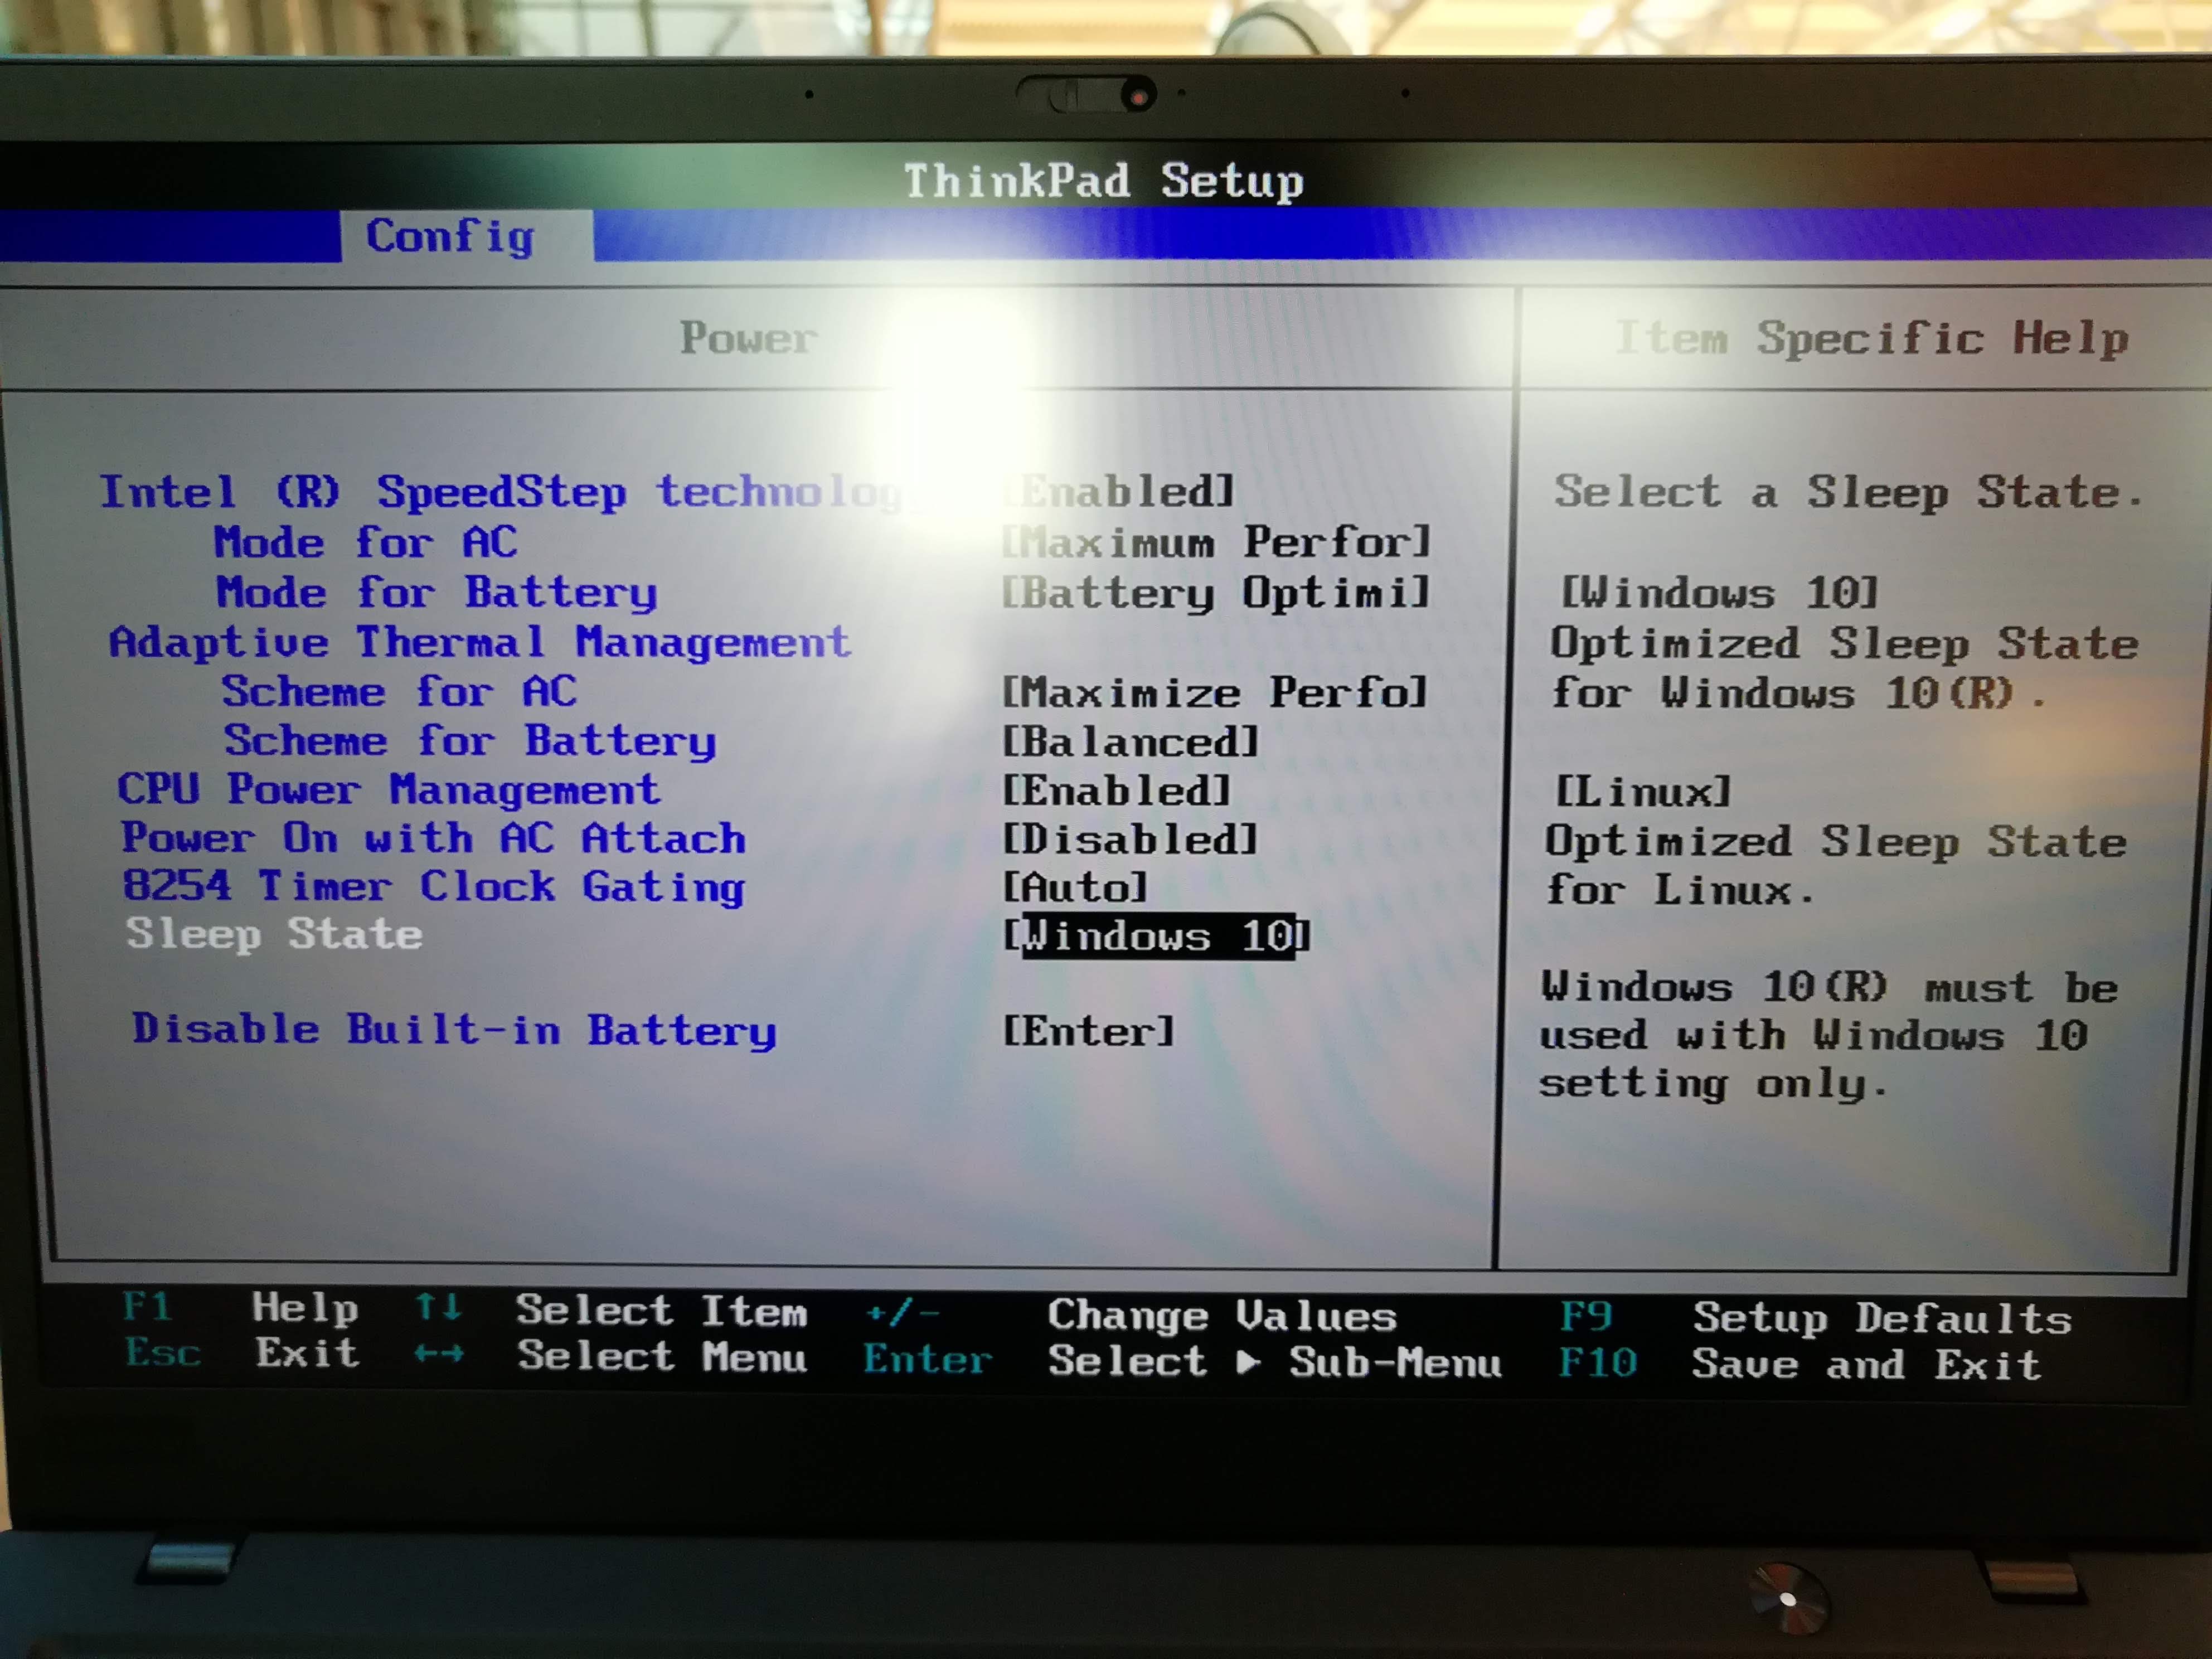 ThinkPad Setup
Config
Power
Item Specific Help
Intel (R) SpeedStep technolog [Enabled]
Mode for AC [Maximum Perfor]
Mode for Battery [Battery Optimi]
Adaptive Thermal Management
Scheme for AC [Maximize Perfo]
Scheme for Battery [Balanced]
CPU Power Management [Enabled]
Power On with AC Attach [Disabled]
8254 Timer Clock Gating [Auto]
Sleep State [Windows 10]
Disable Built-in Battery [Enter]
Select a Sleep State.
[Windows 10]
Optimized Sleep State
for Windows 10(R).
[Linux]
Optimized Sleep State
for Linux.
Windows 10(R) must be
used with Windows 10
setting only.
F1 Help ↑↓ Select Item +/- Change Values F9 Setup Defaults
Esc Exit ←→ Select Menu Enter Select ▶ Sub-Menu F10 Save and Exit